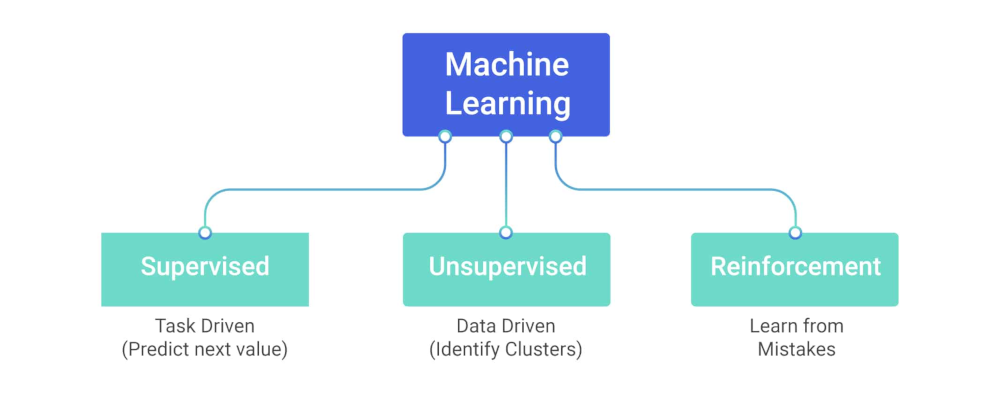 Machine
Learning
Supervised
Unsupervised
Reinforcement
Task Driven
(Predict next value)
Data Driven
(Identify Clusters)
Learn from
Mistakes